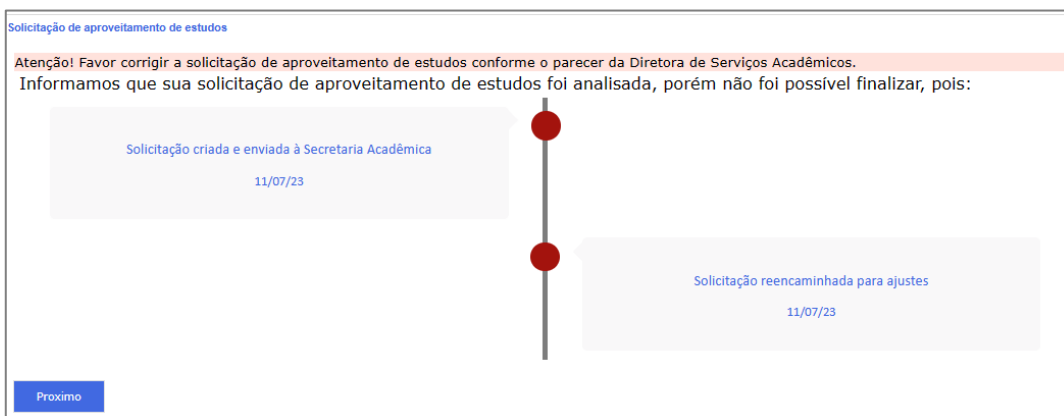 Solicitação de aproveitamento de estudos
Atenção! Favor corrigir a solicitação de aproveitamento de estudos conforme o parecer da Diretora de Serviços Acadêmicos.
Informamos que sua solicitação de aproveitamento de estudos foi analisada, porém não foi possível finalizar, pois:
Solicitação criada e enviada à Secretaria Acadêmica
11/07/23
Solicitação reencaminhada para ajustes
11/07/23
Proximo